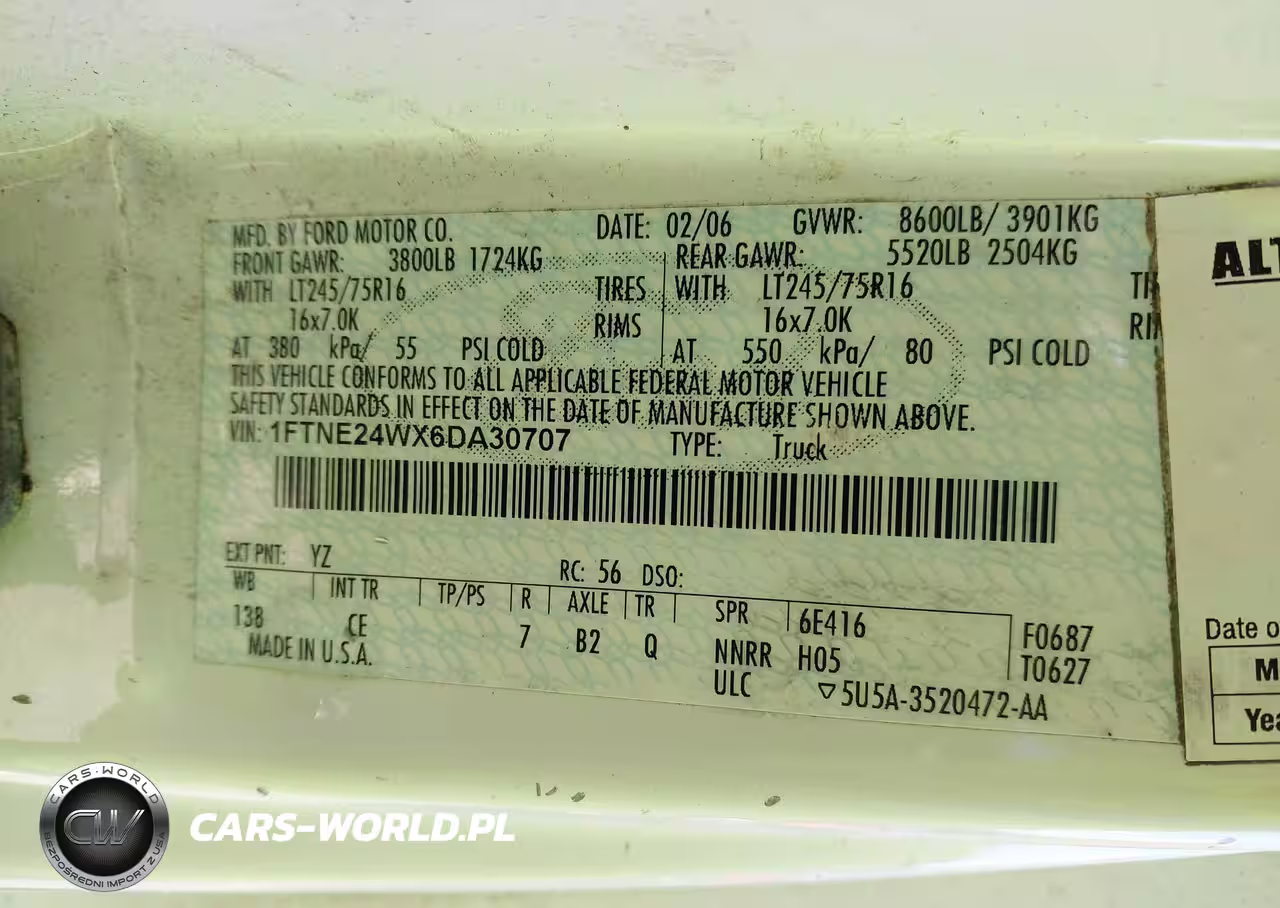 MFD. BY FORD MOTOR CO. DATE: 02/06 GVWR: 8600LB/ 3901KG
FRONT GAWR: 3800LB 1724KG REAR GAWR: 5520LB 2504KG
WITH LT245/75R16 TIRES WITH LT245/75R16 TI
16x7.0K RIMS 16x7.0K RI
AT 380 kPa/ 55 PSI COLD AT 550 kPa/ 80 PSI COLD
THIS VEHICLE CONFORMS TO ALL APPLICABLE FEDERAL MOTOR VEHICLE
SAFETY STANDARDS IN EFFECT ON THE DATE OF MANUFACTURE SHOWN ABOVE.
VIN: 1FTNE24WX6DA30707 TYPE: Truck
EXT PNT: YZ RC: 56 DSO:
WB INT TR TP/PS R AXLE TR SPR 6E416 F0687
138 CE 7 B2 Q NNRR H05 T0627
MADE IN U.S.A. ULC ▽5U5A-3520472-AA
ALT
Date o
M
Yea
CARS-WORLD
CW
BEZPOŚREDNI IMPORT Z USA
CARS-WORLD.PL